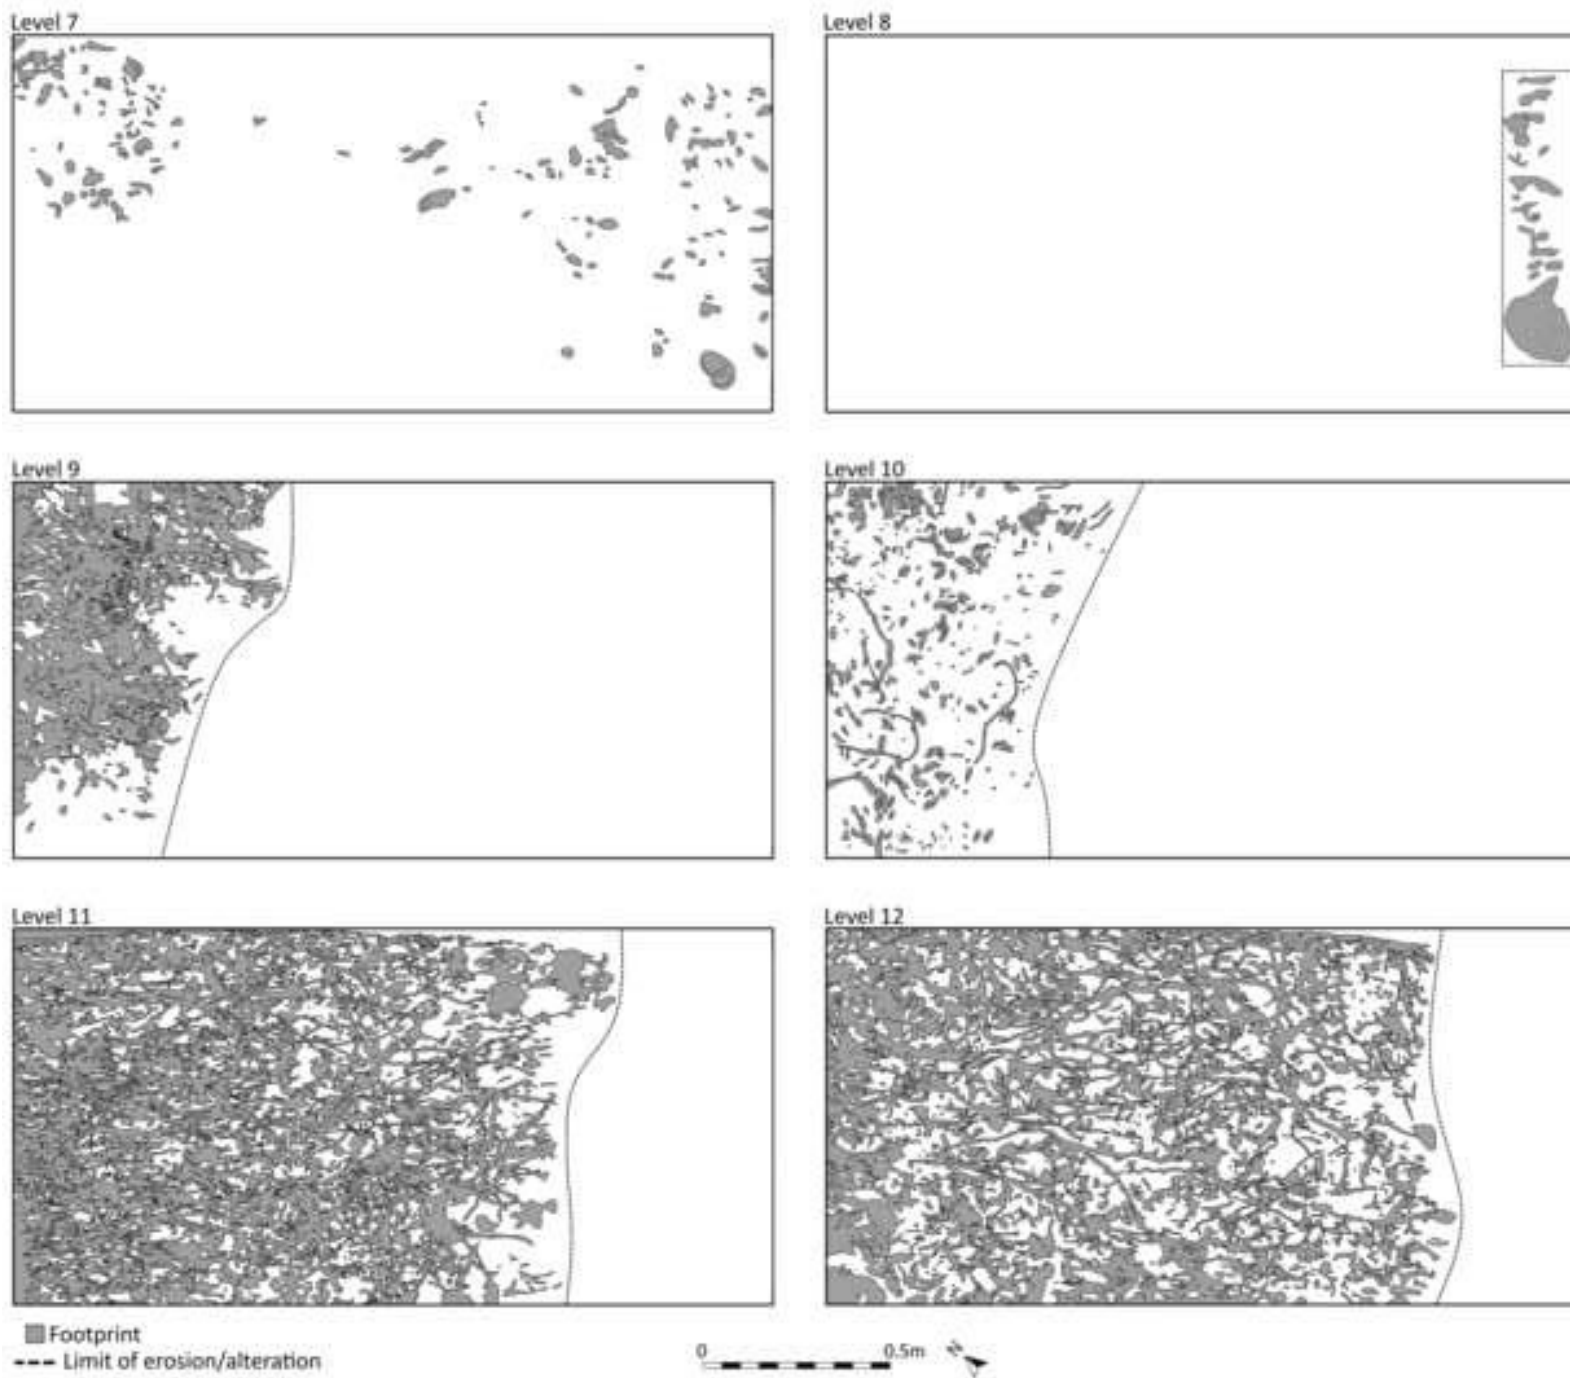 Level 7
Level 8
Level 9
Level 10
Level 11
Level 12
Footprint
Limit of erosion/alteration
0 0.5m N